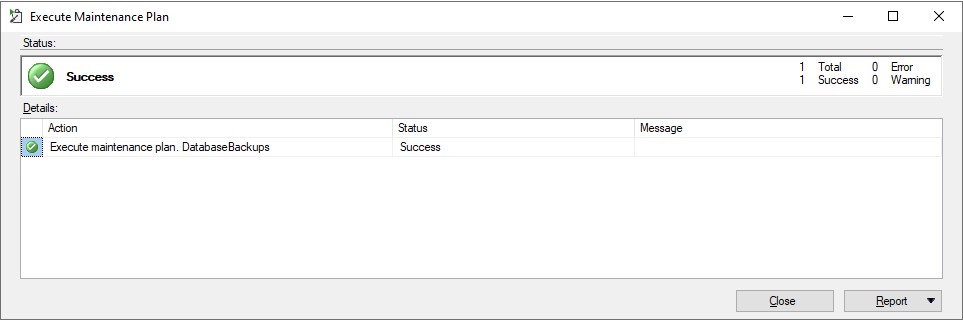 Execute Maintenance Plan
Status:
Success
1 Total 0 Error
1 Success 0 Warning
Details:
Action Status Message
Execute maintenance plan. DatabaseBackups Success
Close Report